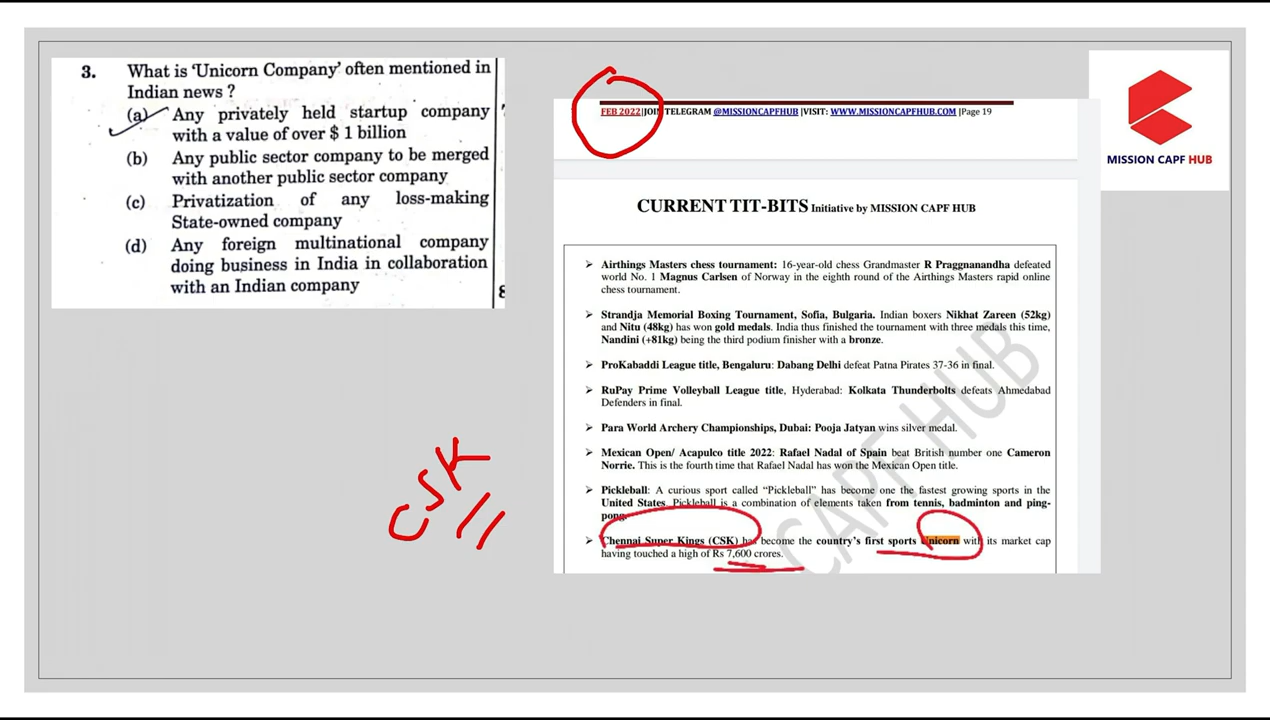 3. What is ‘Unicorn Company’ often mentioned in
Indian news ?
(a) Any privately held startup company
with a value of over $ 1 billion
(b) Any public sector company to be merged
with another public sector company
(c) Privatization of any loss-making
State-owned company
(d) Any foreign multinational company
doing business in India in collaboration
with an Indian company
8
CSK
FEB 2022|JOIN TELEGRAM @MISSIONCAPFHUB |VISIT: WWW.MISSIONCAPFHUB.COM |Page 19
CURRENT TIT-BITS Initiative by MISSION CAPF HUB
➢ Airthings Masters chess tournament: 16-year-old chess Grandmaster R Praggnanandha defeated
world No. 1 Magnus Carlsen of Norway in the eighth round of the Airthings Masters rapid online
chess tournament.
➢ Strandja Memorial Boxing Tournament, Sofia, Bulgaria. Indian boxers Nikhat Zareen (52kg)
and Nitu (48kg) has won gold medals. India thus finished the tournament with three medals this time,
Nandini (+81kg) being the third podium finisher with a bronze.
➢ ProKabaddi League title, Bengaluru: Dabang Delhi defeat Patna Pirates 37-36 in final.
➢ RuPay Prime Volleyball League title, Hyderabad: Kolkata Thunderbolts defeats Ahmedabad
Defenders in final.
➢ Para World Archery Championships, Dubai: Pooja Jatyan wins silver medal.
➢ Mexican Open/ Acapulco title 2022: Rafael Nadal of Spain beat British number one Cameron
Norrie. This is the fourth time that Rafael Nadal has won the Mexican Open title.
➢ Pickleball: A curious sport called “Pickleball” has become one the fastest growing sports in the
United States. Pickleball is a combination of elements taken from tennis, badminton and ping-
pong.
➢ Chennai Super Kings (CSK) has become the country’s first sports Unicorn with its market cap
having touched a high of Rs 7,600 crores.
CAPF HUB
MISSION CAPF HUB